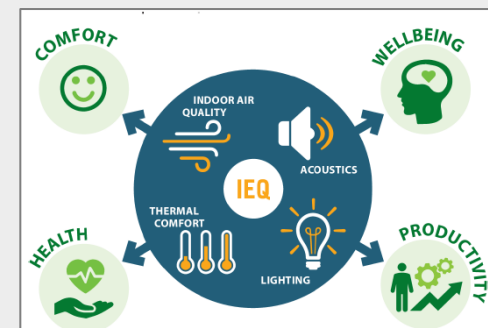 COMFORT
WELLBEING
INDOOR AIR
QUALITY
ACOUSTICS
IEQ
THERMAL
COMFORT
LIGHTING
HEALTH
PRODUCTIVITY